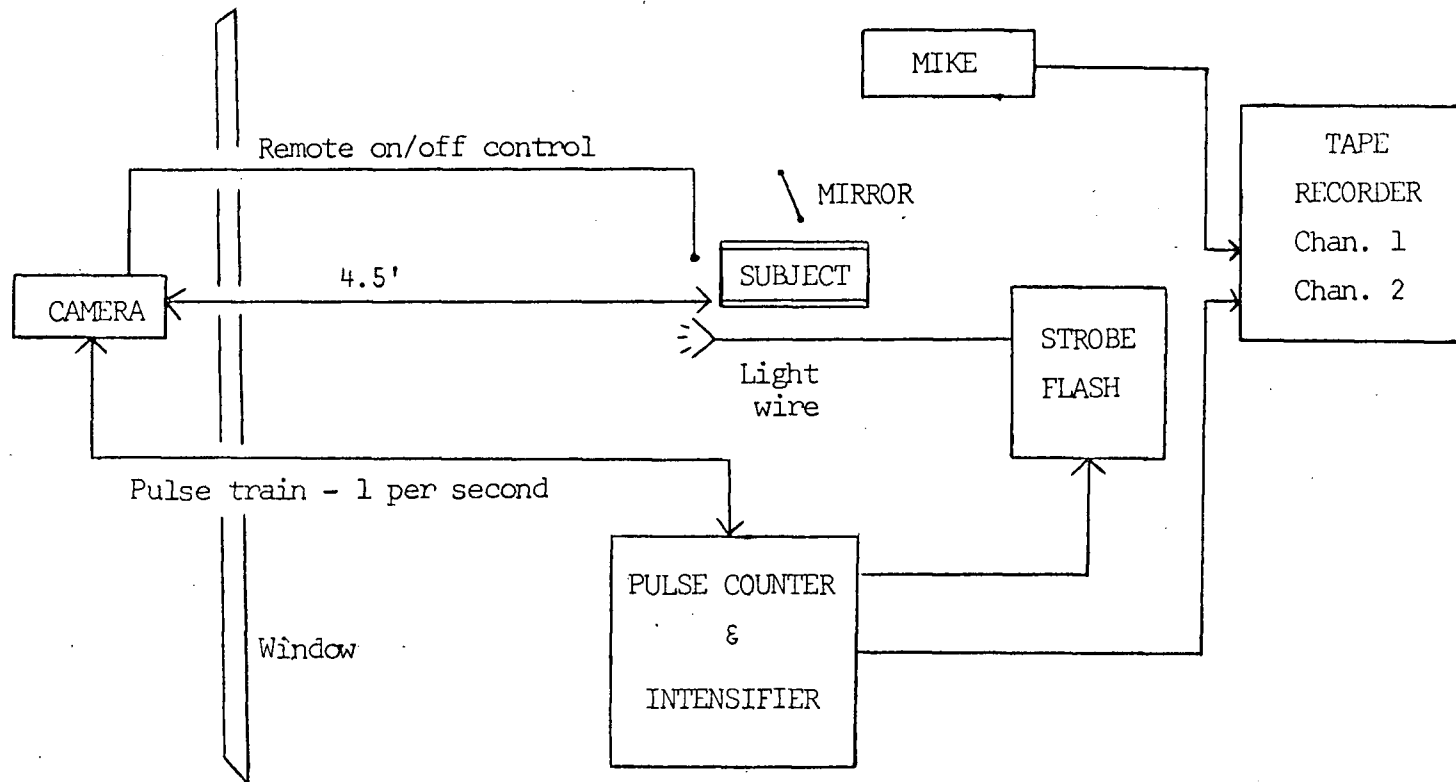 MIKE
TAPE
RECORDER
Chan. 1
Chan. 2
Remote on/off control
MIRROR
SUBJECT
4.5'
CAMERA
STROBE
FLASH
Light
wire
Pulse train - 1 per second
PULSE COUNTER
&
INTENSIFIER
Window